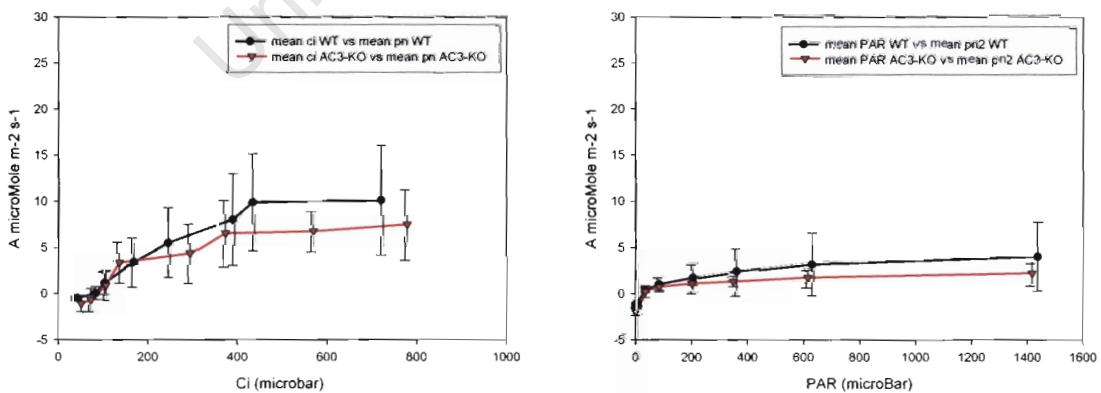 Uni
30
25
20
15
10
5
0
-5
A microMole m-2 s-1
mean ci WT vs mean pn WT
mean ci AC3-KO vs mean pn AC3-KO
0 200 400 600 800 1000
Ci (microbar)
30
25
20
15
10
5
0
-5
A microMole m-2 s-1
mean PAR WT vs mean pn2 WT
mean PAR AC3-KO vs mean pn2 AC3-KO
0 200 400 600 800 1000 1200 1400 1600
PAR (microBar)